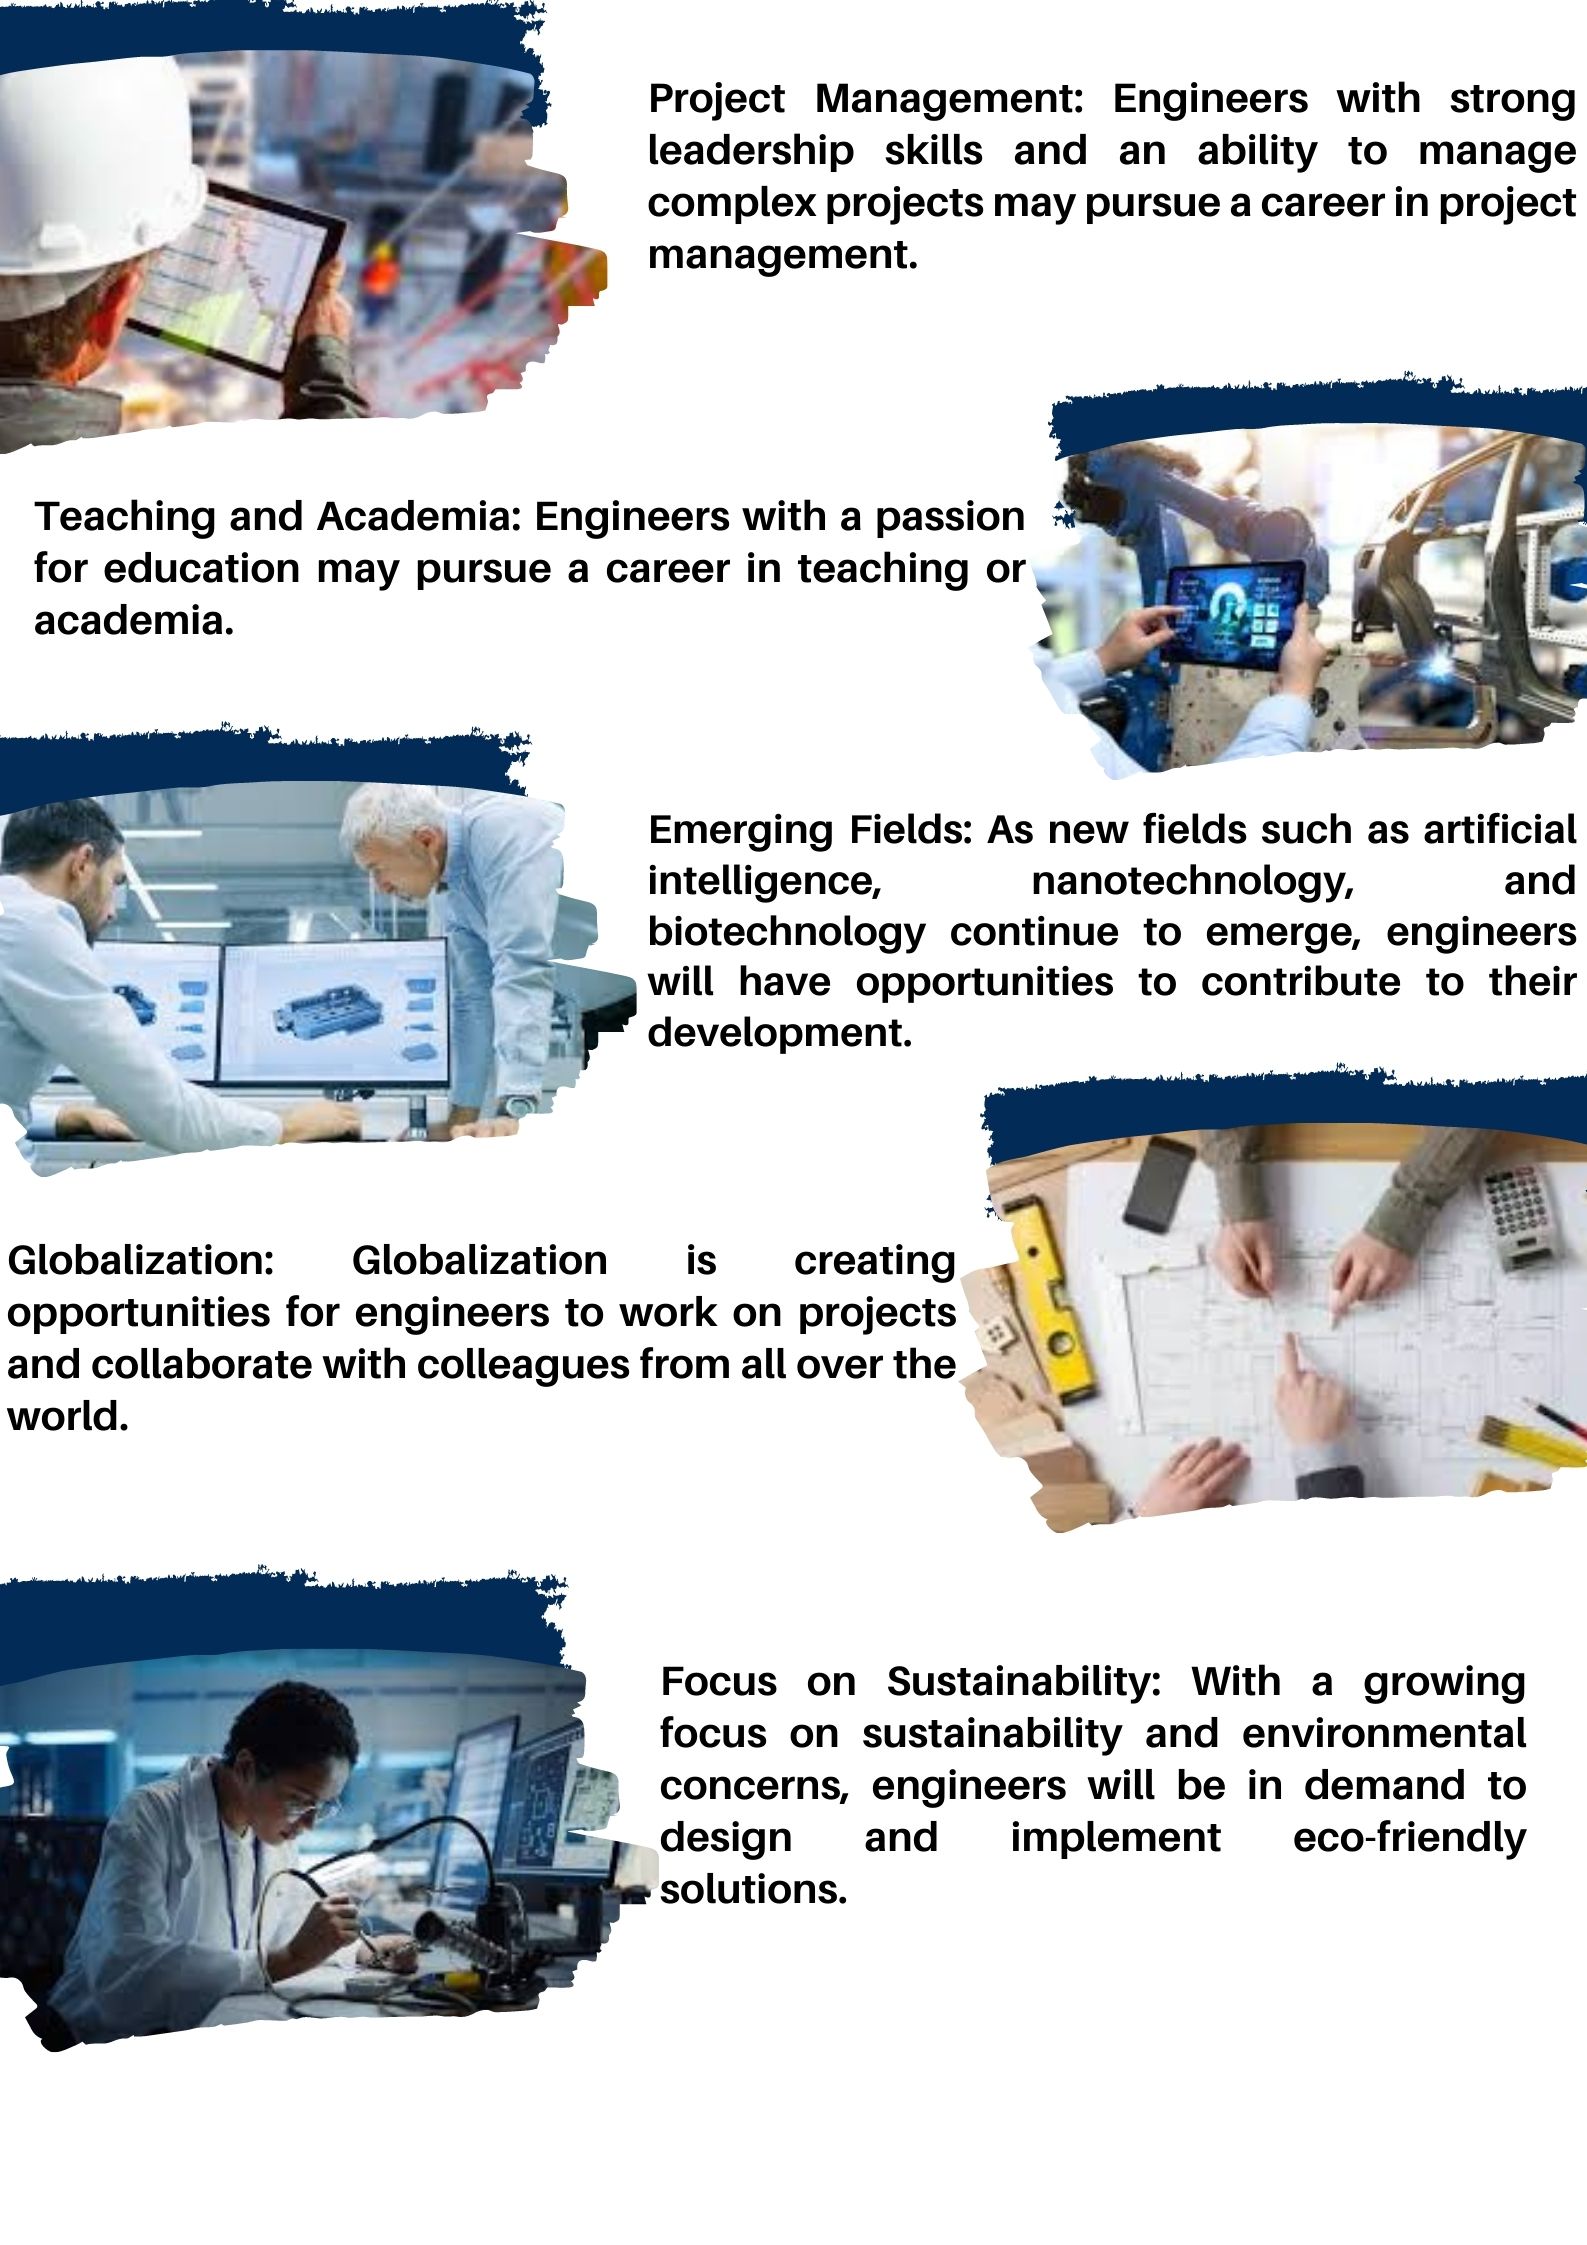 Project Management: Engineers with strong
leadership skills and an ability to manage
complex projects may pursue a career in project
management.
Teaching and Academia: Engineers with a passion
for education may pursue a career in teaching or
academia.
Emerging Fields: As new fields such as artificial
intelligence, nanotechnology, and
biotechnology continue to emerge, engineers
will have opportunities to contribute to their
development.
Globalization: Globalization is creating
opportunities for engineers to work on projects
and collaborate with colleagues from all over the
world.
Focus on Sustainability: With a growing
focus on sustainability and environmental
concerns, engineers will be in demand to
design and implement eco-friendly
solutions.